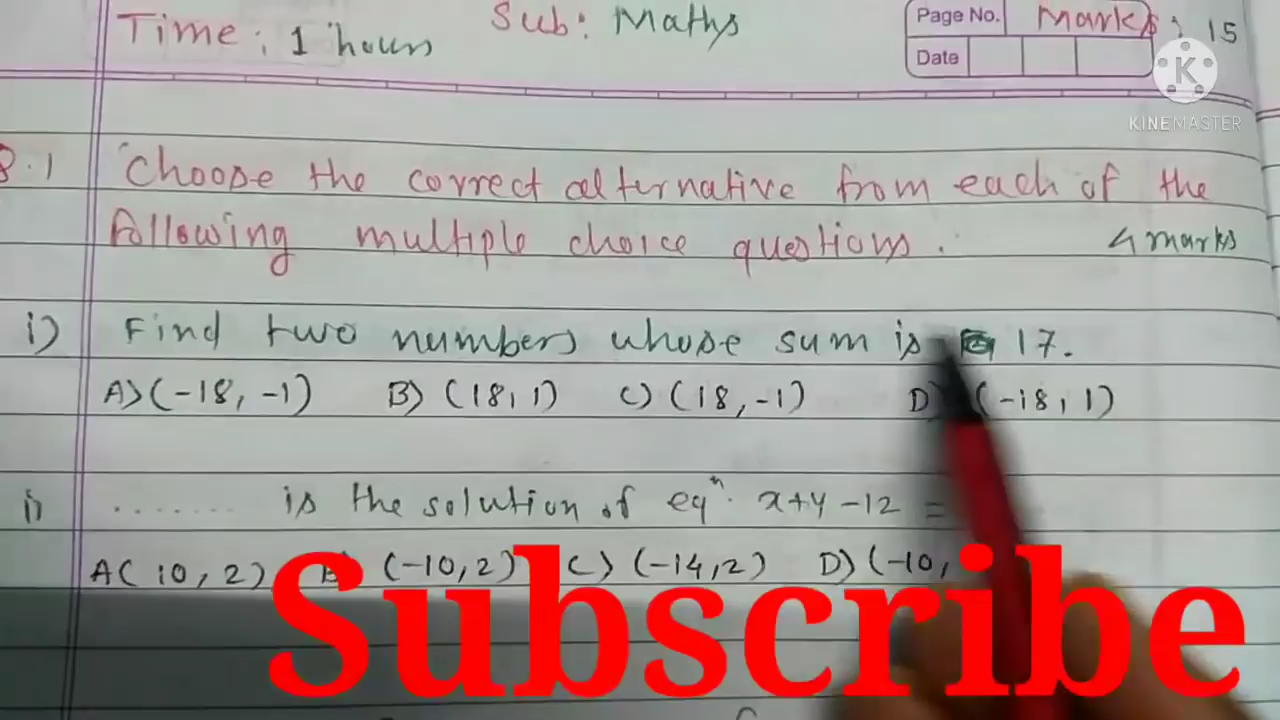 Time: 1 hours Sub: Maths Page No. Marks: 15
Date
K
KINEMASTER
8.1 Choose the correct alternative from each of the
following multiple choice questions. 4 marks
i) Find two numbers whose sum is 17.
A) (-18, -1) B) (18, 1) C) (18, -1) D) (-18, 1)
is the solution of eqⁿ. x+y-12 =
A( 10, 2) B) (-10, 2) C) (-14, 2) D) (-10,
Subscribe